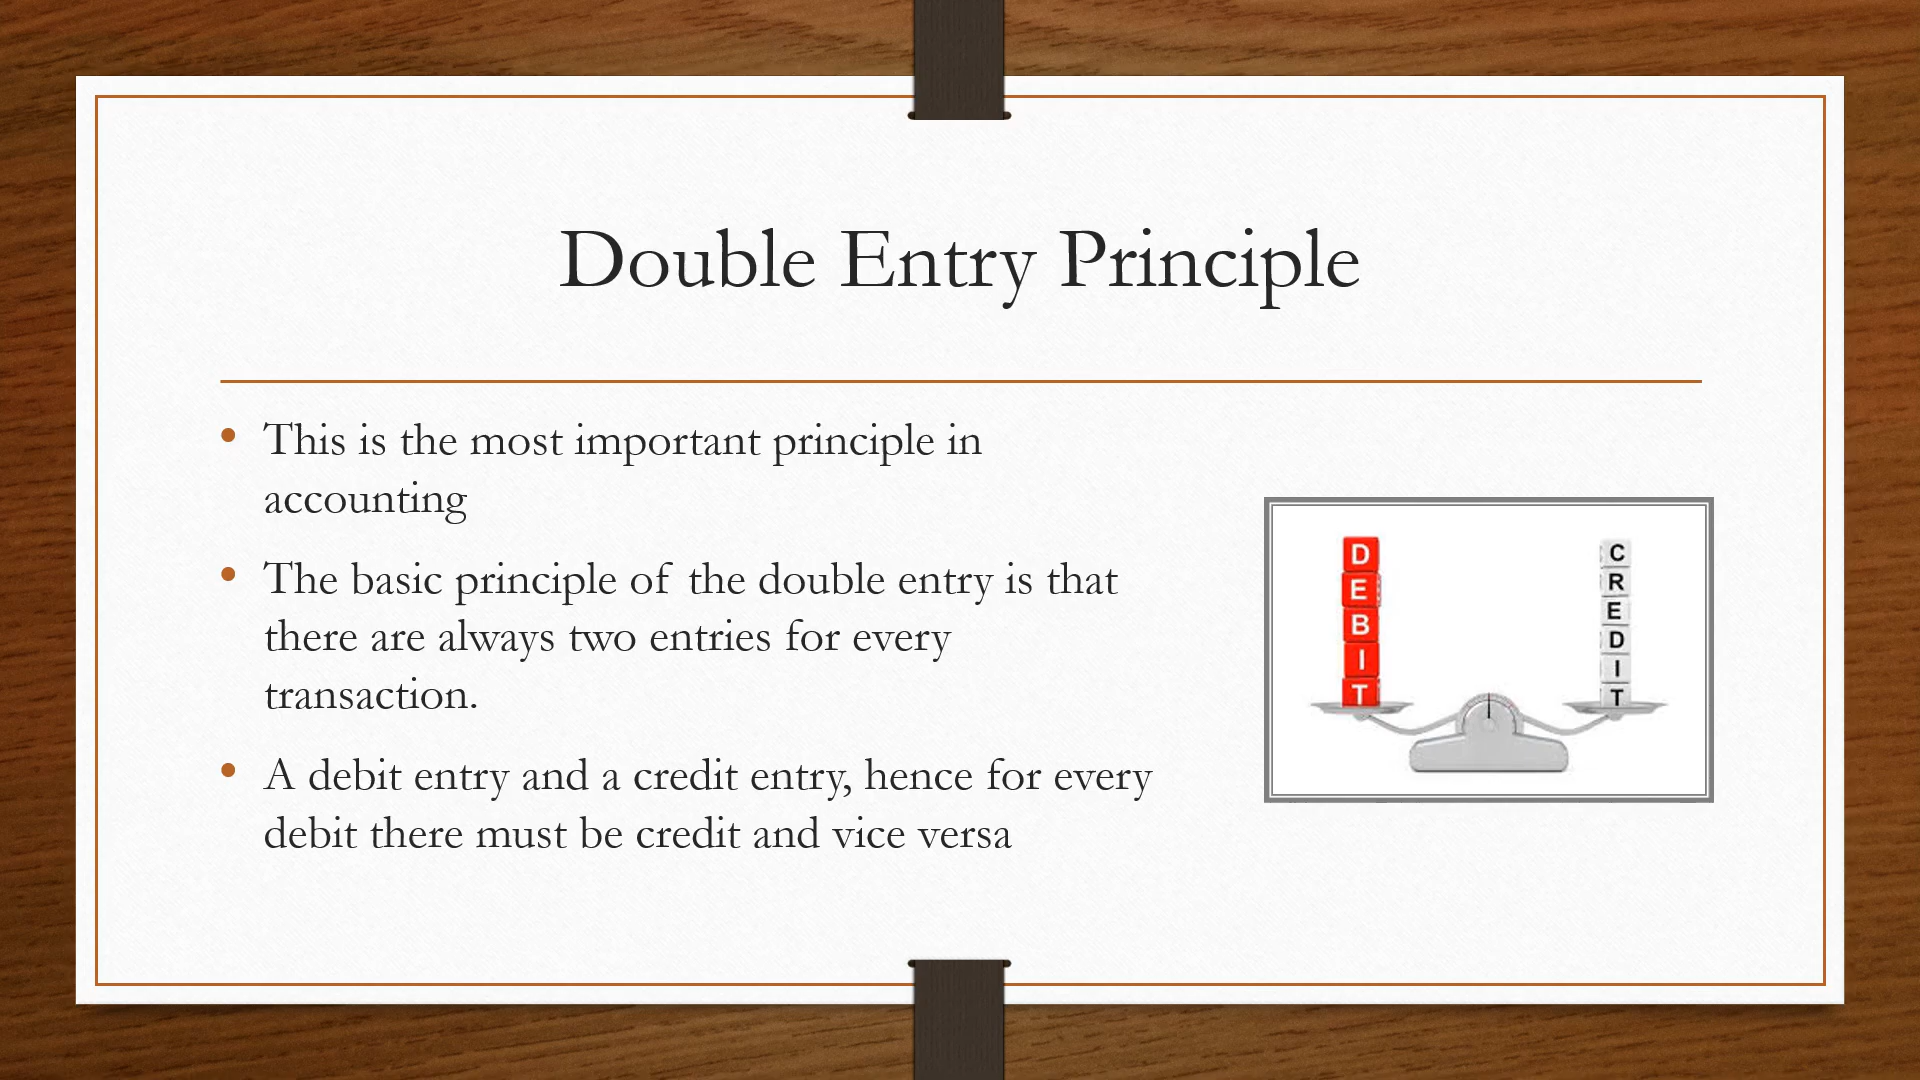 Double Entry Principle
• This is the most important principle in
accounting
• The basic principle of the double entry is that
there are always two entries for every
transaction.
• A debit entry and a credit entry, hence for every
debit there must be credit and vice versa
DEBIT
CREDIT